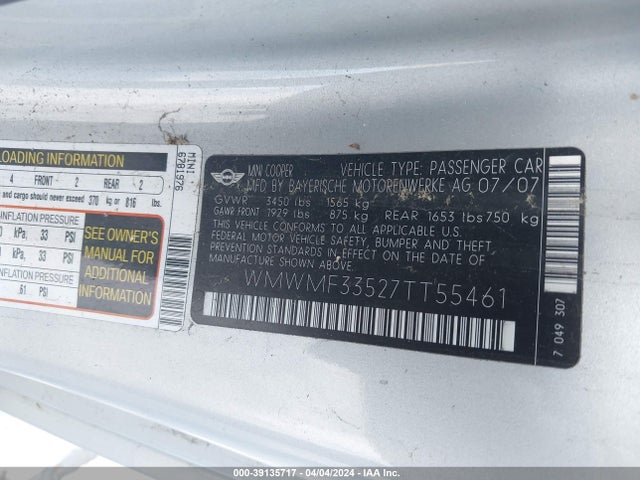 LOADING INFORMATION
4 FRONT 2 REAR 2
and cargo should never exceed 370 kg or 816 lbs.
INFLATION PRESSURE
kPa, 33 PSI
kPa, 33 PSI
INFLATION PRESSURE
61 PSI
SEE OWNER'S
MANUAL FOR
ADDITIONAL
INFORMATION
MINI
6781976
MINI COOPER VEHICLE TYPE: PASSENGER CAR
MFD BY BAYERISCHE MOTORENWERKE AG 07/07
GVWR 3450 lbs 1565 kg
GAWR FRONT 1929 lbs 875 kg REAR 1653 lbs 750 kg
THIS VEHICLE CONFORMS TO ALL APPLICABLE U.S.
FEDERAL MOTOR VEHICLE SAFETY, BUMPER AND THEFT
PREVENTION STANDARDS IN EFFECT ON THE DATE
OF MANUFACTURE SHOWN ABOVE.
WMWMF33527TT55461
7 049 307
000-39135717 - 04/04/2024 - IAA Inc.